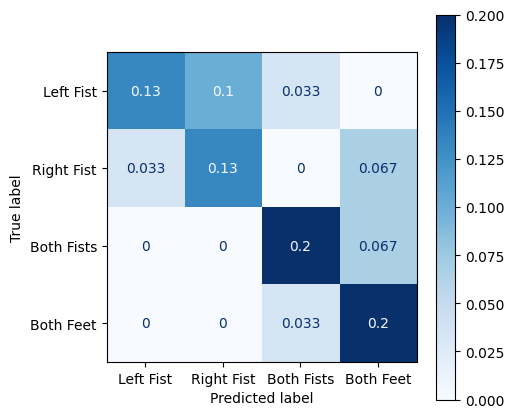 Left Fist 0.13 0.1 0.033 0
Right Fist 0.033 0.13 0 0.067
Both Fists 0 0 0.2 0.067
Both Feet 0 0 0.033 0.2
True label
Left Fist Right Fist Both Fists Both Feet
Predicted label
0.200
0.175
0.150
0.125
0.100
0.075
0.050
0.025
0.000